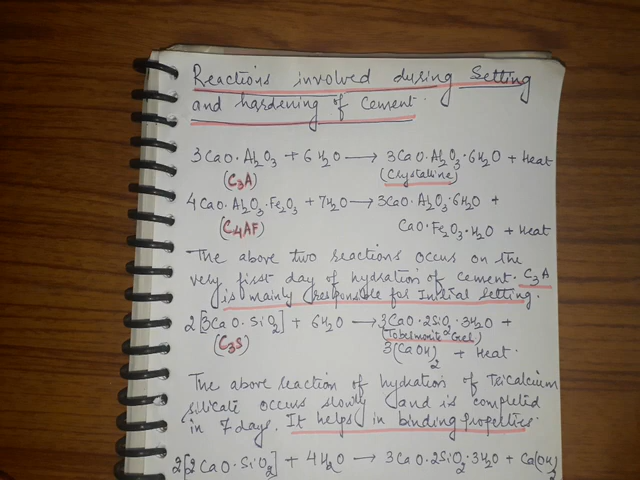 Reactions involved during Setting
and hardening of Cement.
3CaO·Al₂O₃ + 6H₂O → 3CaO·Al₂O₃·6H₂O + Heat
(C₃A) (Crystalline)
4CaO·Al₂O₃·Fe₂O₃ + 7H₂O → 3CaO·Al₂O₃·6H₂O +
(C₄AF) CaO·Fe₂O₃·H₂O + Heat
The above two reactions occus on the
very first day of hydration of cement. C₃A
is mainly responsible for Initial Setting.
2[3CaO·SiO₂] + 6H₂O → 3CaO·2SiO₂·3H₂O +
(C₃S) (Tobelmorite Gel)
3(CaOH)₂ + Heat.
The above reaction of hydration of Tricalcium
silicate occurs slowly and is completed
in 7 days. It helps in binding properties.
2[2CaO·SiO₂] + 4H₂O → 3CaO·2SiO₂·3H₂O + Ca(OH)₂